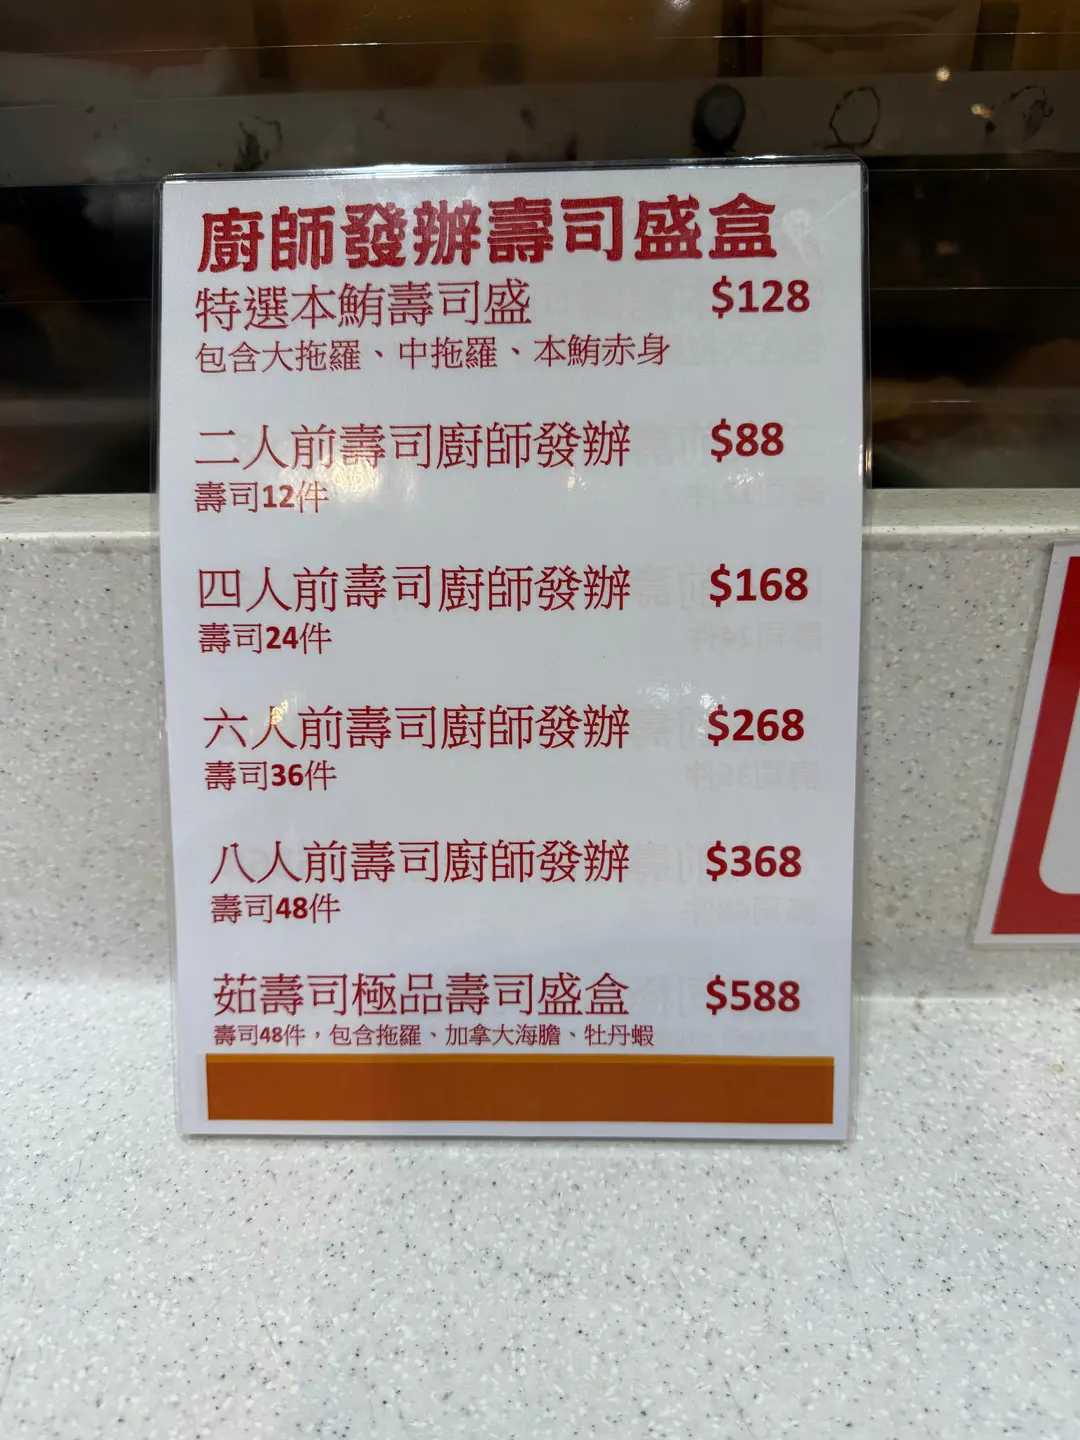 廚師發辦壽司盛盒
特選本鮪壽司盛 $128
包含大拖羅、中拖羅、本鮪赤身
二人前壽司廚師發辦 $88
壽司12件
四人前壽司廚師發辦 $168
壽司24件
六人前壽司廚師發辦 $268
壽司36件
八人前壽司廚師發辦 $368
壽司48件
茹壽司極品壽司盛盒 $588
壽司48件，包含拖羅、加拿大海膽、牡丹蝦